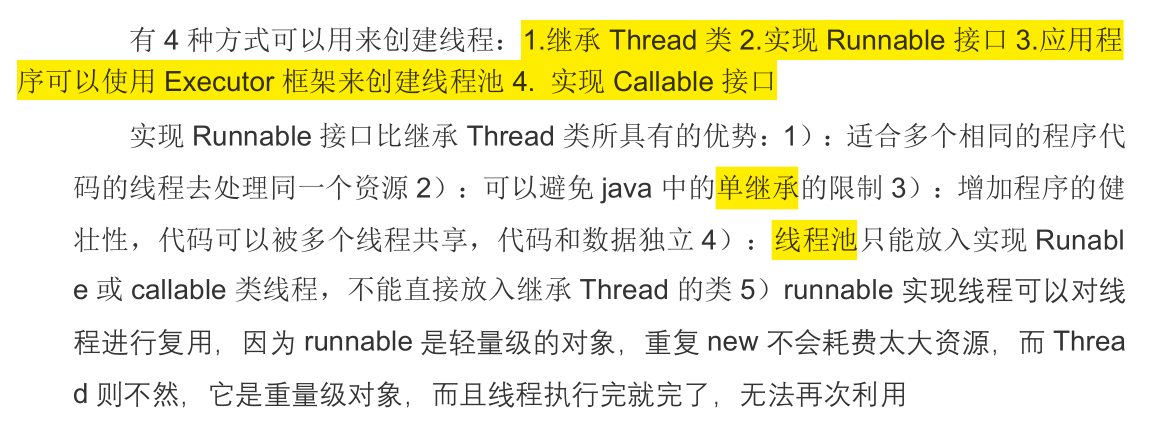 有 4 种方式可以用来创建线程：1.继承 Thread 类 2.实现 Runnable 接口 3.应用程
序可以使用 Executor 框架来创建线程池 4. 实现 Callable 接口
实现 Runnable 接口比继承 Thread 类所具有的优势：1）：适合多个相同的程序代
码的线程去处理同一个资源 2）：可以避免 java 中的单继承的限制 3）：增加程序的健
壮性，代码可以被多个线程共享，代码和数据独立 4）：线程池只能放入实现 Runabl
e 或 callable 类线程，不能直接放入继承 Thread 的类 5）runnable 实现线程可以对线
程进行复用，因为 runnable 是轻量级的对象，重复 new 不会耗费太大资源，而 Threa
d 则不然，它是重量级对象，而且线程执行完就完了，无法再次利用